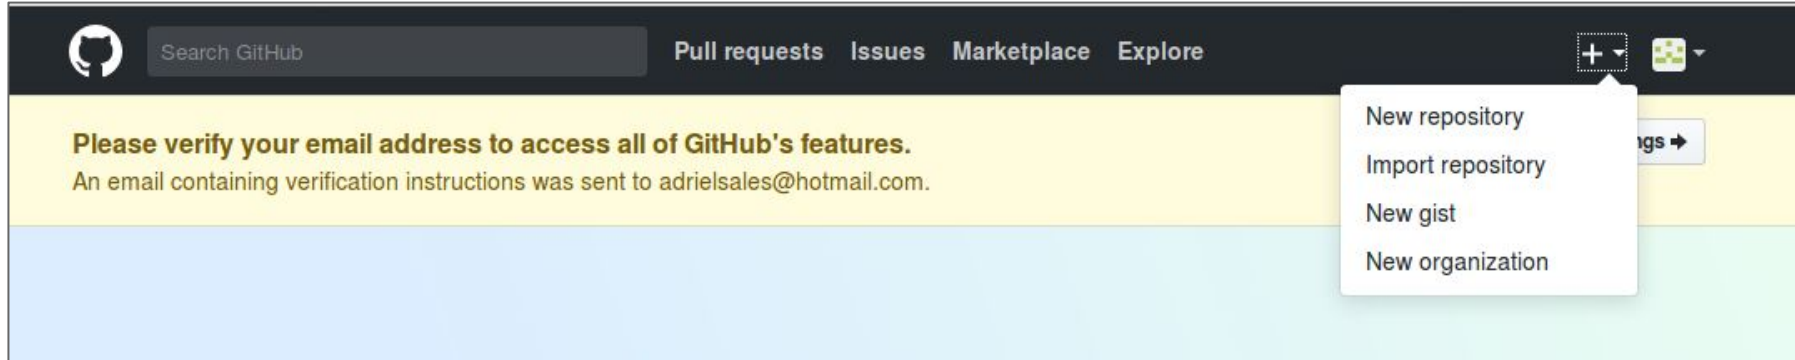 Search GitHub
Pull requests Issues Marketplace Explore
Please verify your email address to access all of GitHub's features.
An email containing verification instructions was sent to adrielsales@hotmail.com.
New repository
Import repository
New gist
New organization